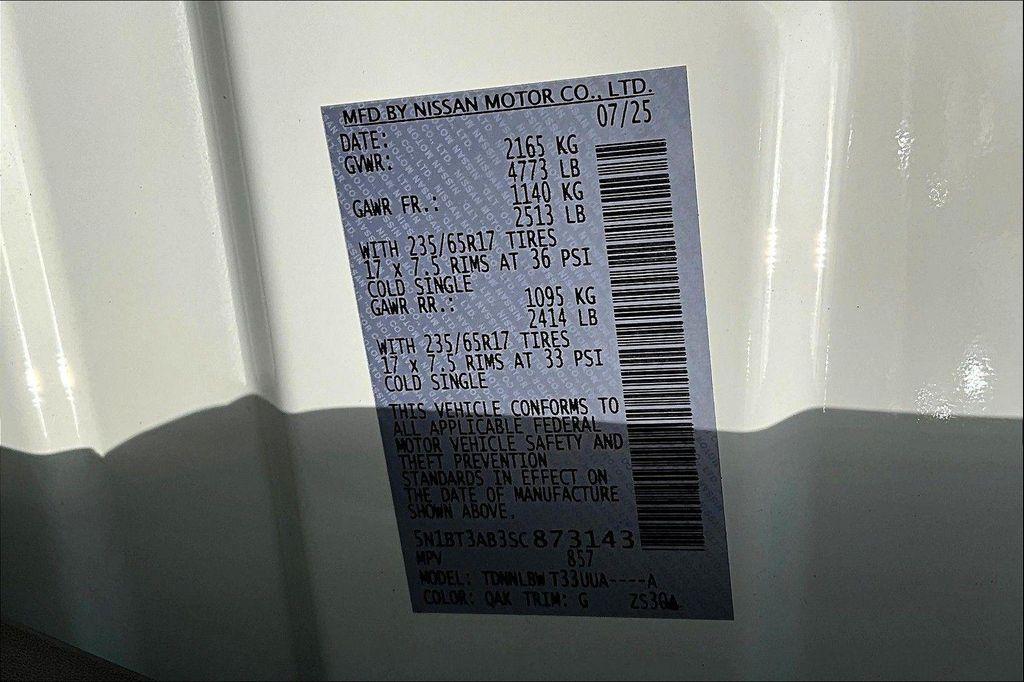 MFD BY NISSAN MOTOR CO., LTD.
DATE: 07/25
GVWR: 2165 KG
4773 LB
GAWR FR.: 1140 KG
2513 LB
WITH 235/65R17 TIRES
17 x 7.5 RIMS AT 36 PSI
COLD SINGLE
GAWR RR.: 1095 KG
2414 LB
WITH 235/65R17 TIRES
17 x 7.5 RIMS AT 33 PSI
COLD SINGLE
THIS VEHICLE CONFORMS TO
ALL APPLICABLE FEDERAL
MOTOR VEHICLE SAFETY AND
THEFT PREVENTION
STANDARDS IN EFFECT ON
THE DATE OF MANUFACTURE
SHOWN ABOVE.
5N1BT3AB3SC873143
MPV 857
MODEL: TDNNLBW T33UUA----A
COLOR: QAK TRIM: G